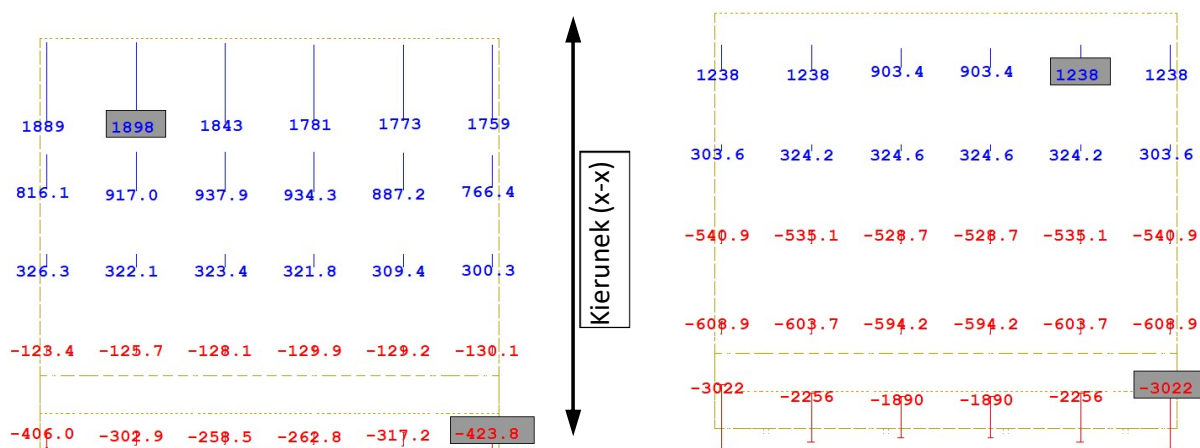 1889 1898 1843 1781 1773 1759
816.1 917.0 937.9 934.3 887.2 766.4
326.3 322.1 323.4 321.8 309.4 300.3
-123.4 -125.7 -128.1 -129.9 -129.2 -130.1
-406.0 -302.9 -258.5 -262.8 -317.2 -423.8
Kierunek (x-x)
1238 1238 903.4 903.4 1238 1238
303.6 324.2 324.6 324.6 324.2 303.6
-540.9 -535.1 -528.7 -528.7 -535.1 -540.9
-608.9 -603.7 -594.2 -594.2 -603.7 -608.9
-3022 -2256 -1890 -1890 -2256 -3022